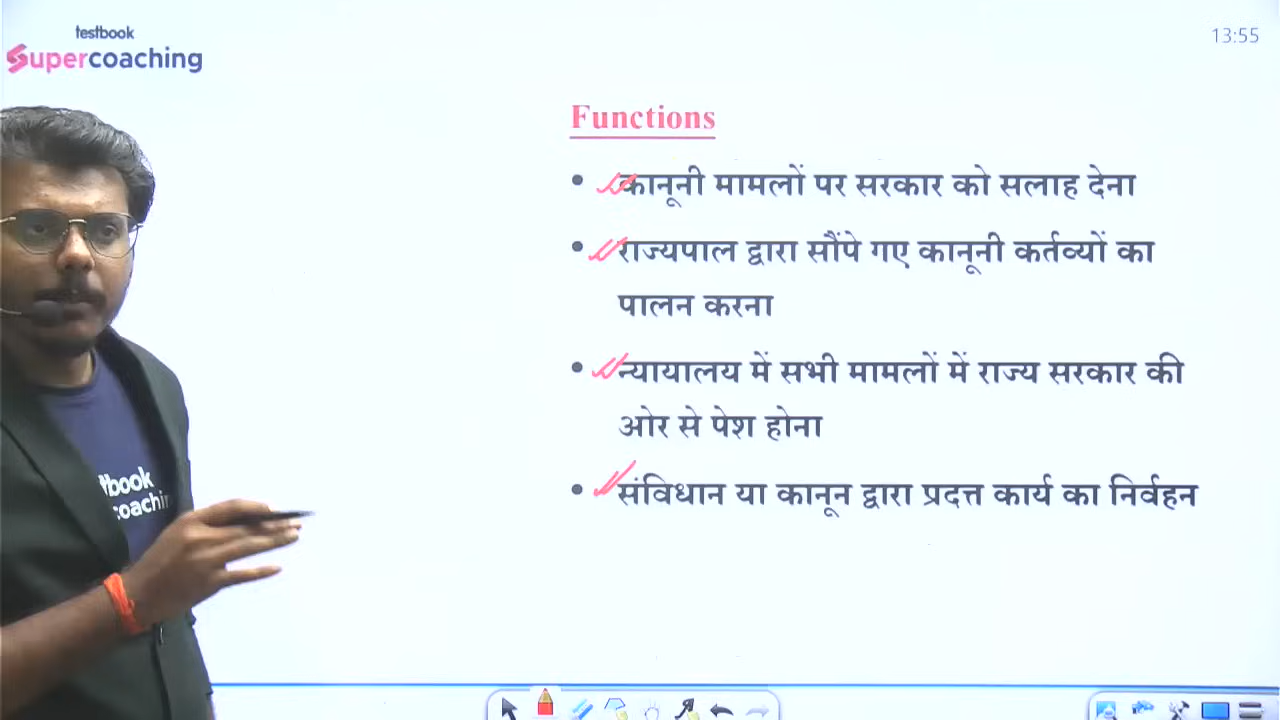 testbook
Supercoaching
13:55
Functions
• कानूनी मामलों पर सरकार को सलाह देना
• राज्यपाल द्वारा सौंपे गए कानूनी कर्तव्यों का
पालन करना
• न्यायालय में सभी मामलों में राज्य सरकार की
ओर से पेश होना
• संविधान या कानून द्वारा प्रदत्त कार्य का निर्वहन